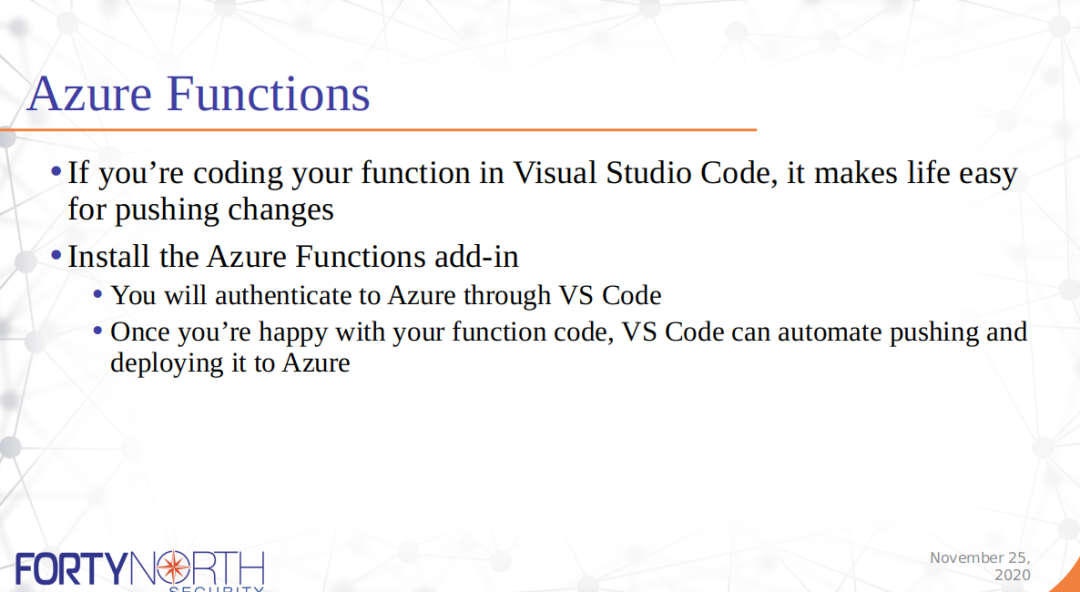 Azure Functions
•If you’re coding your function in Visual Studio Code, it makes life easy
for pushing changes
•Install the Azure Functions add-in
•You will authenticate to Azure through VS Code
•Once you’re happy with your function code, VS Code can automate pushing and
deploying it to Azure
FORTYNORTH
SECURITY
November 25,
2020